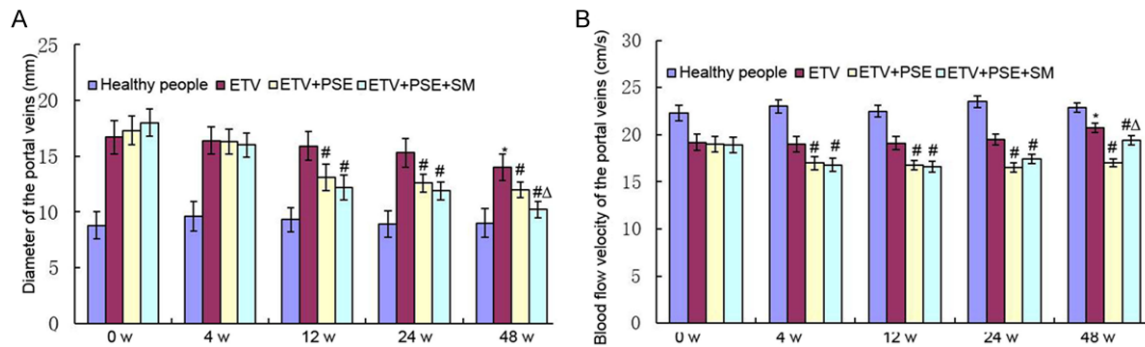 A
Diameter of the portal veins (mm)
25
20
15
10
5
0
Healthy people ETV ETV+PSE ETV+PSE+SM
# #
# #
* # #Δ
0 w 4 w 12 w 24 w 48 w
B
Blood flow velocity of the portal veins (cm/s)
30
25
20
15
10
5
0
Healthy people ETV ETV+PSE ETV+PSE+SM
# #
# #
# #
* # #Δ
0 w 4 w 12 w 24 w 48 w